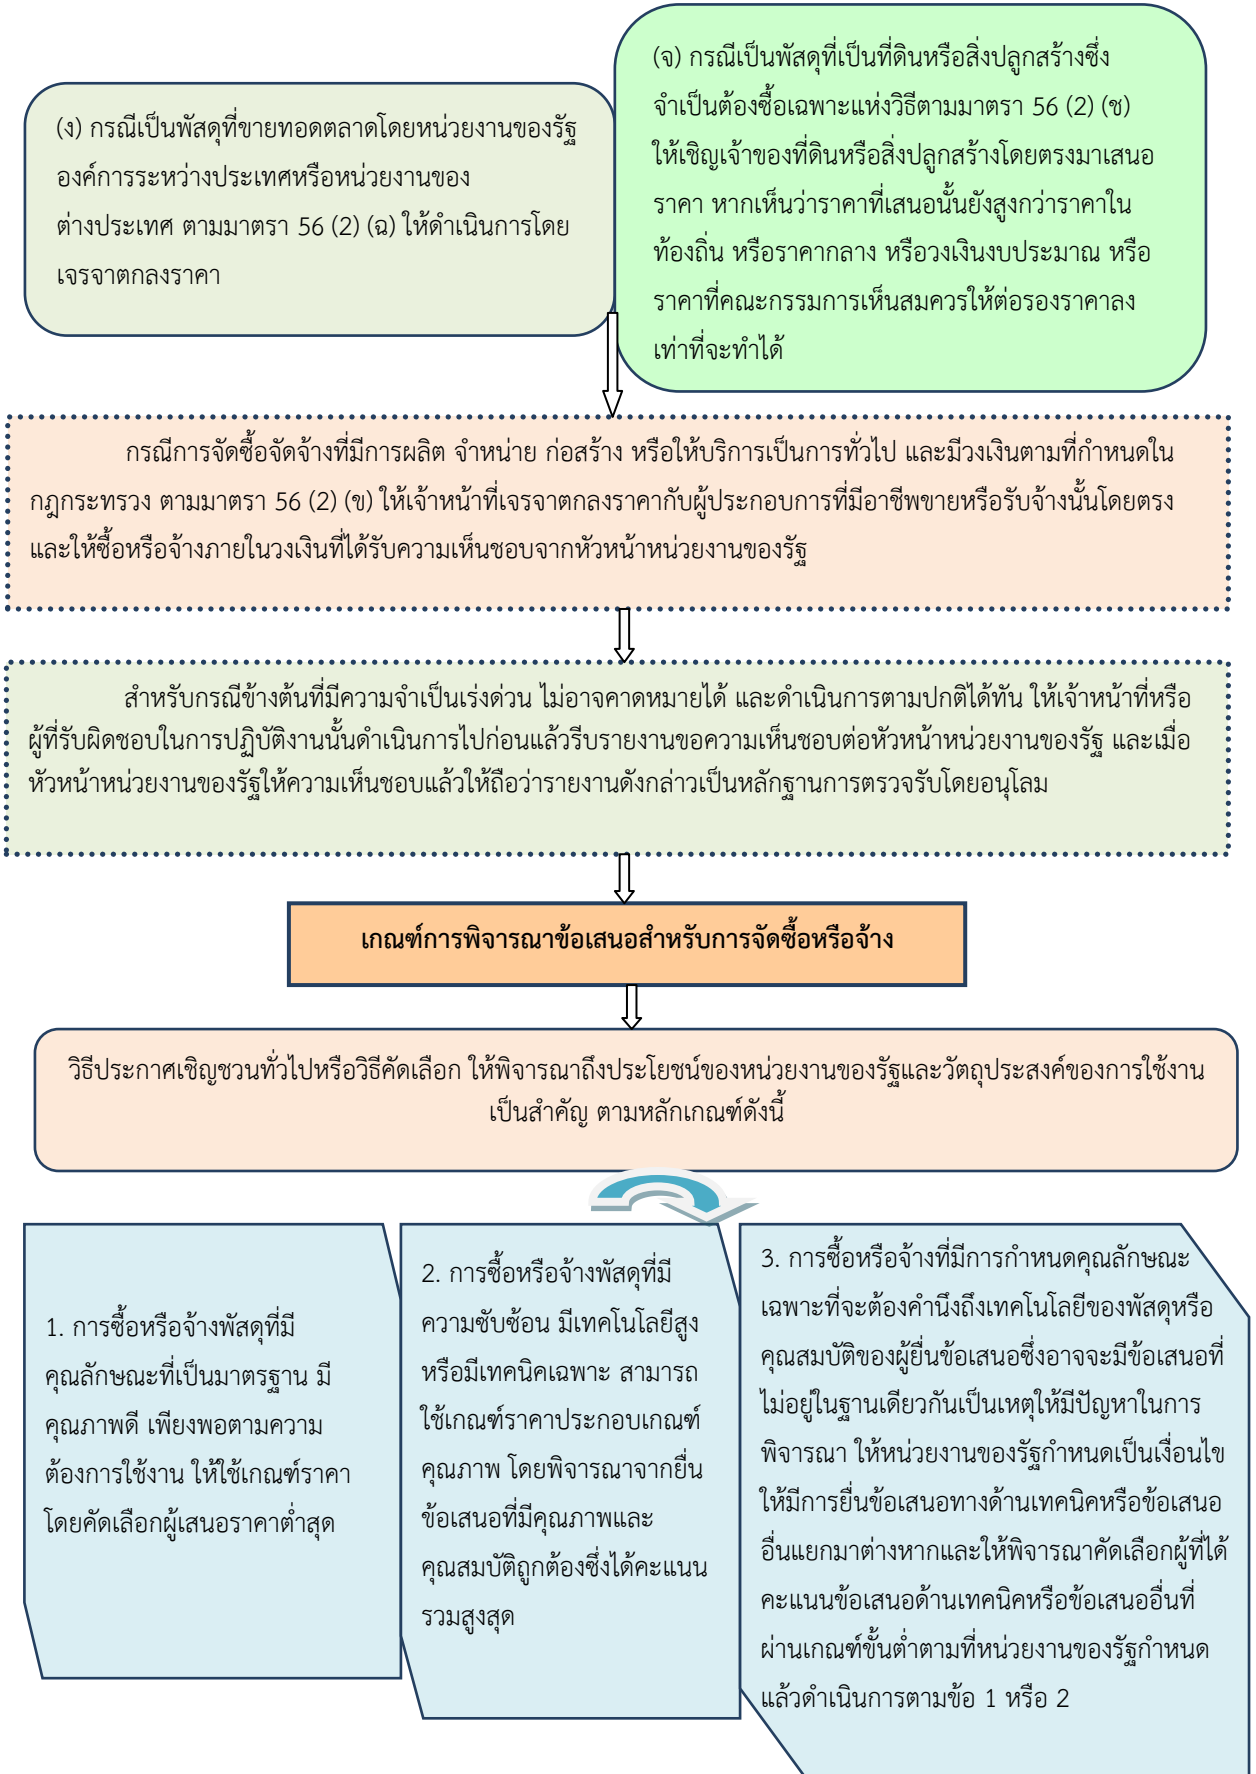 (ง) กรณีเป็นพัสดุที่ขายทอดตลาดโดยหน่วยงานของรัฐ
องค์การระหว่างประเทศหรือหน่วยงานของ
ต่างประเทศ ตามมาตรา 56 (2) (ฉ) ให้ดำเนินการโดย
เจรจาตกลงราคา
(จ) กรณีเป็นพัสดุที่เป็นที่ดินหรือสิ่งปลูกสร้างซึ่ง
จำเป็นต้องซื้อเฉพาะแห่งวิธีตามมาตรา 56 (2) (ช)
ให้เชิญเจ้าของที่ดินหรือสิ่งปลูกสร้างโดยตรงมาเสนอ
ราคา หากเห็นว่าราคาที่เสนอนั้นยังสูงกว่าราคาใน
ท้องถิ่น หรือราคากลาง หรือวงเงินงบประมาณ หรือ
ราคาที่คณะกรรมการเห็นสมควรให้ต่อรองราคาลง
เท่าที่จะทำได้
กรณีการจัดซื้อจัดจ้างที่มีการผลิต จำหน่าย ก่อสร้าง หรือให้บริการเป็นการทั่วไป และมีวงเงินตามที่กำหนดใน
กฎกระทรวง ตามมาตรา 56 (2) (ข) ให้เจ้าหน้าที่เจรจาตกลงราคากับผู้ประกอบการที่มีอาชีพขายหรือรับจ้างนั้นโดยตรง
และให้ซื้อหรือจ้างภายในวงเงินที่ได้รับความเห็นชอบจากหัวหน้าหน่วยงานของรัฐ
สำหรับกรณีข้างต้นที่มีความจำเป็นเร่งด่วน ไม่อาจคาดหมายได้ และดำเนินการตามปกติได้ทัน ให้เจ้าหน้าที่หรือ
ผู้ที่รับผิดชอบในการปฏิบัติงานนั้นดำเนินการไปก่อนแล้วรีบรายงานขอความเห็นชอบต่อหัวหน้าหน่วยงานของรัฐ และเมื่อ
หัวหน้าหน่วยงานของรัฐให้ความเห็นชอบแล้วให้ถือว่ารายงานดังกล่าวเป็นหลักฐานการตรวจรับโดยอนุโลม
เกณฑ์การพิจารณาข้อเสนอสำหรับการจัดซื้อหรือจ้าง
วิธีประกาศเชิญชวนทั่วไปหรือวิธีคัดเลือก ให้พิจารณาถึงประโยชน์ของหน่วยงานของรัฐและวัตถุประสงค์ของการใช้งาน
เป็นสำคัญ ตามหลักเกณฑ์ดังนี้
1. การซื้อหรือจ้างพัสดุที่มี
คุณลักษณะที่เป็นมาตรฐาน มี
คุณภาพดี เพียงพอตามความ
ต้องการใช้งาน ให้ใช้เกณฑ์ราคา
โดยคัดเลือกผู้เสนอราคาต่ำสุด
2. การซื้อหรือจ้างพัสดุที่มี
ความซับซ้อน มีเทคโนโลยีสูง
หรือมีเทคนิคเฉพาะ สามารถ
ใช้เกณฑ์ราคาประกอบเกณฑ์
คุณภาพ โดยพิจารณาจากยื่น
ข้อเสนอที่มีคุณภาพและ
คุณสมบัติถูกต้องซึ่งได้คะแนน
รวมสูงสุด
3. การซื้อหรือจ้างที่มีการกำหนดคุณลักษณะ
เฉพาะที่จะต้องคำนึงถึงเทคโนโลยีของพัสดุหรือ
คุณสมบัติของผู้ยื่นข้อเสนอซึ่งอาจจะมีข้อเสนอที่
ไม่อยู่ในฐานเดียวกันเป็นเหตุให้มีปัญหาในการ
พิจารณา ให้หน่วยงานของรัฐกำหนดเป็นเงื่อนไข
ให้มีการยื่นข้อเสนอทางด้านเทคนิคหรือข้อเสนอ
อื่นแยกมาต่างหากและให้พิจารณาคัดเลือกผู้ที่ได้
คะแนนข้อเสนอด้านเทคนิคหรือข้อเสนออื่นที่
ผ่านเกณฑ์ขั้นต่ำตามที่หน่วยงานของรัฐกำหนด
แล้วดำเนินการตามข้อ 1 หรือ 2